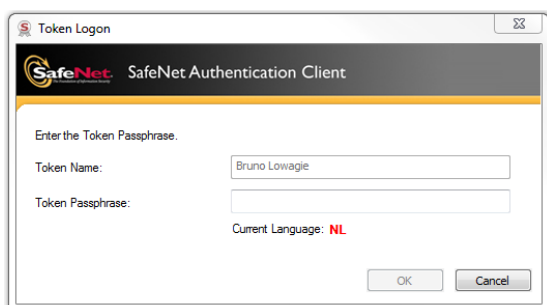 Token Logon
SafeNet. SafeNet Authentication Client
Enter the Token Passphrase.
Token Name: Bruno Lowagie
Token Passphrase:
Current Language: NL
OK Cancel